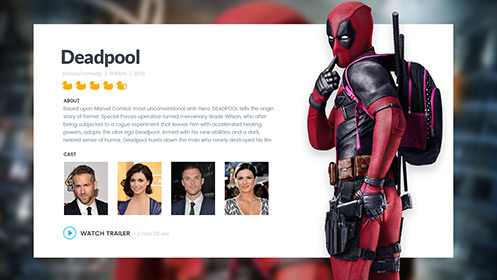 Deadpool
Action/comedy | 1h49m | 2016
ABOUT
Based upon Marvel Comics' most unconventional anti-hero, DEADPOOL tells the origin
story of former Special Forces operative turned mercenary Wade Wilson, who after
being subjected to a rogue experiment that leaves him with accelerated healing
powers, adopts the alter ego Deadpool. Armed with his new abilities and a dark,
twisted sense of humor, Deadpool hunts down the man who nearly destroyed his life
CAST
WATCH TRAILER - 3 min 30 sec